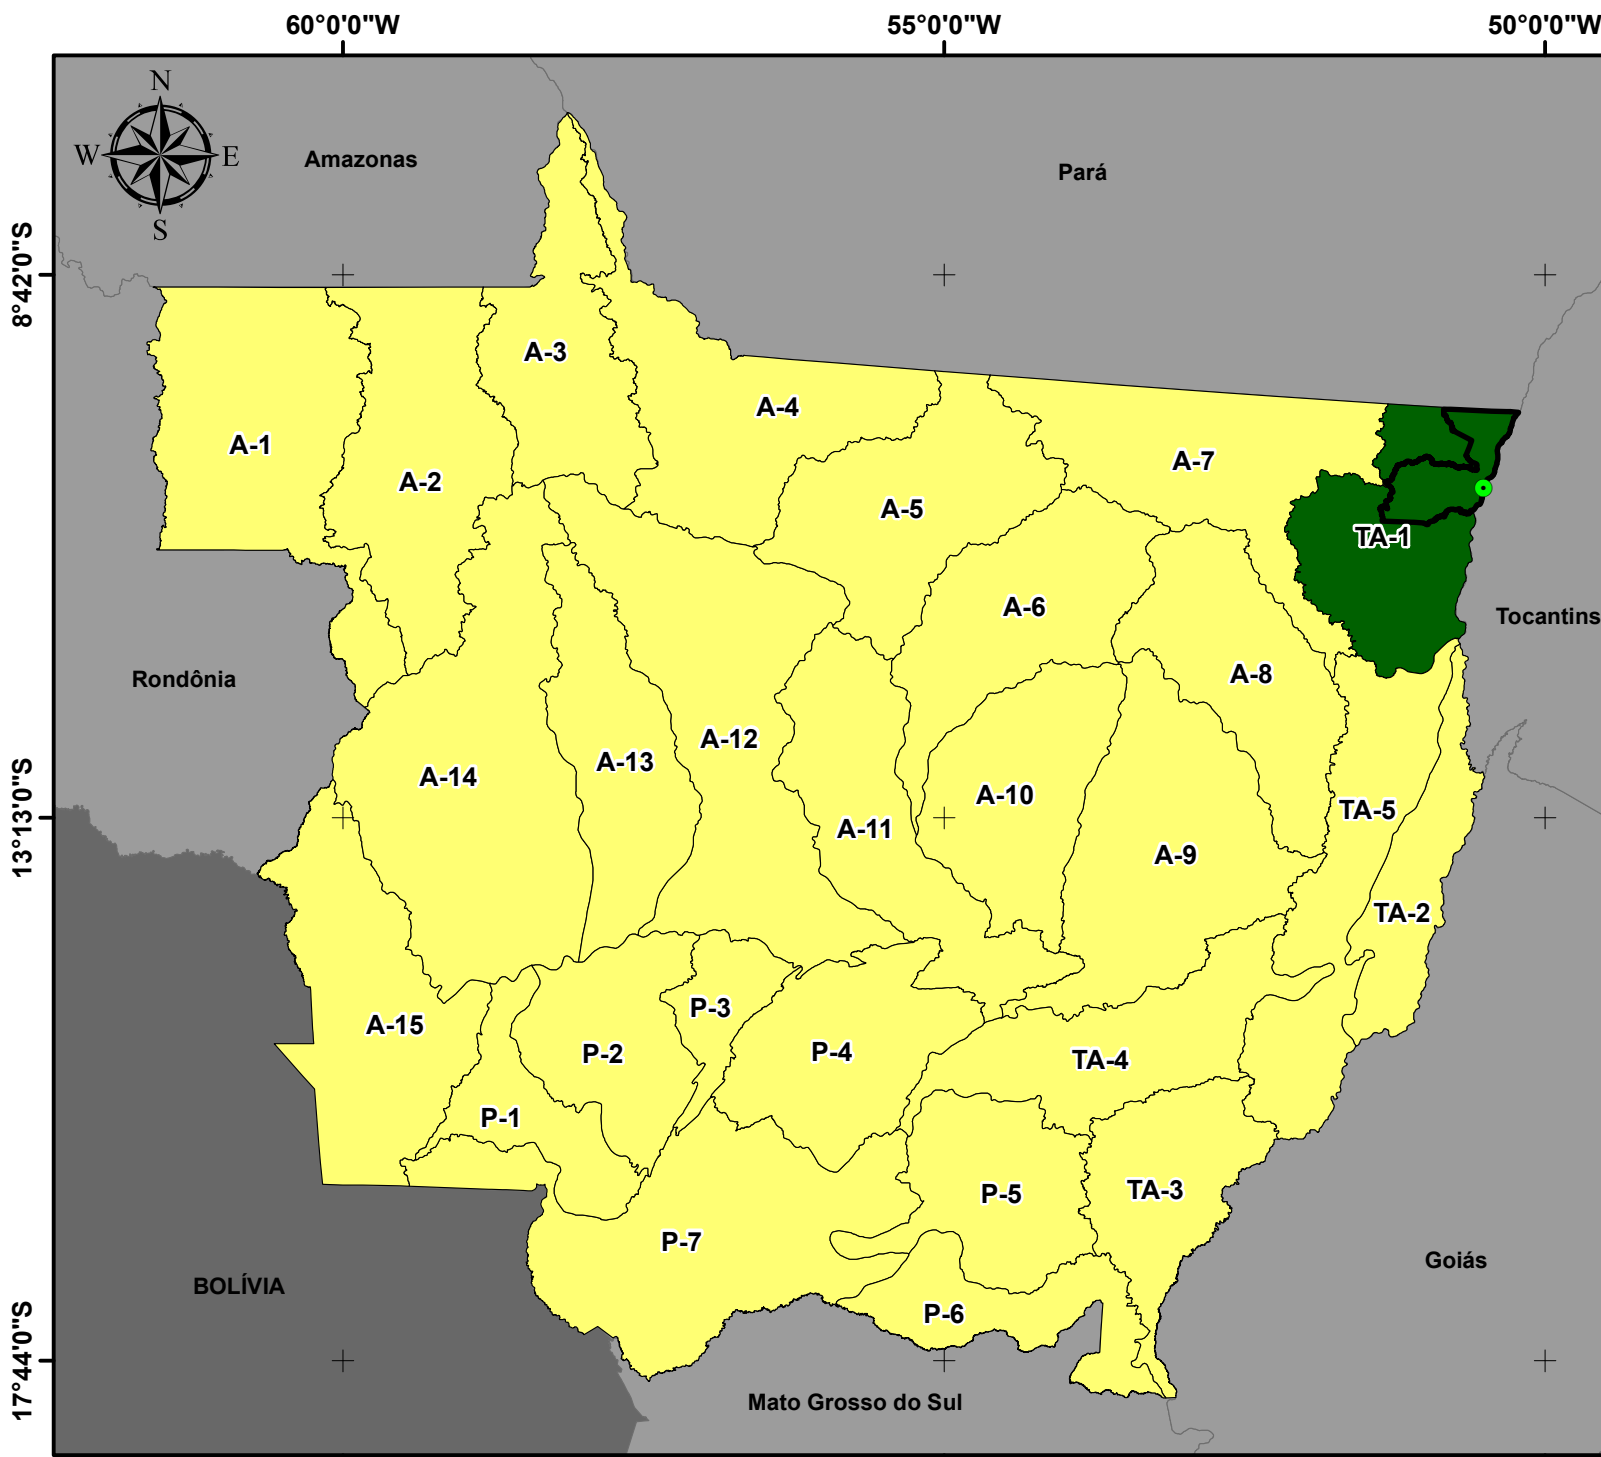 60°0'0"W 55°0'0"W 50°0'0"W
N
W E
S
Amazonas
Pará
8°42'0"S
A-3
A-4
A-1
A-7
A-2
A-5
TA-1
A-6
Tocantins
Rondônia
A-8
A-12
A-13
A-14
A-10
TA-5
13°13'0"S
A-11
A-9
TA-2
P-3
A-15
P-2
P-4
TA-4
P-1
P-5
TA-3
P-7
Goiás
BOLÍVIA
P-6
17°44'0"S
Mato Grosso do Sul